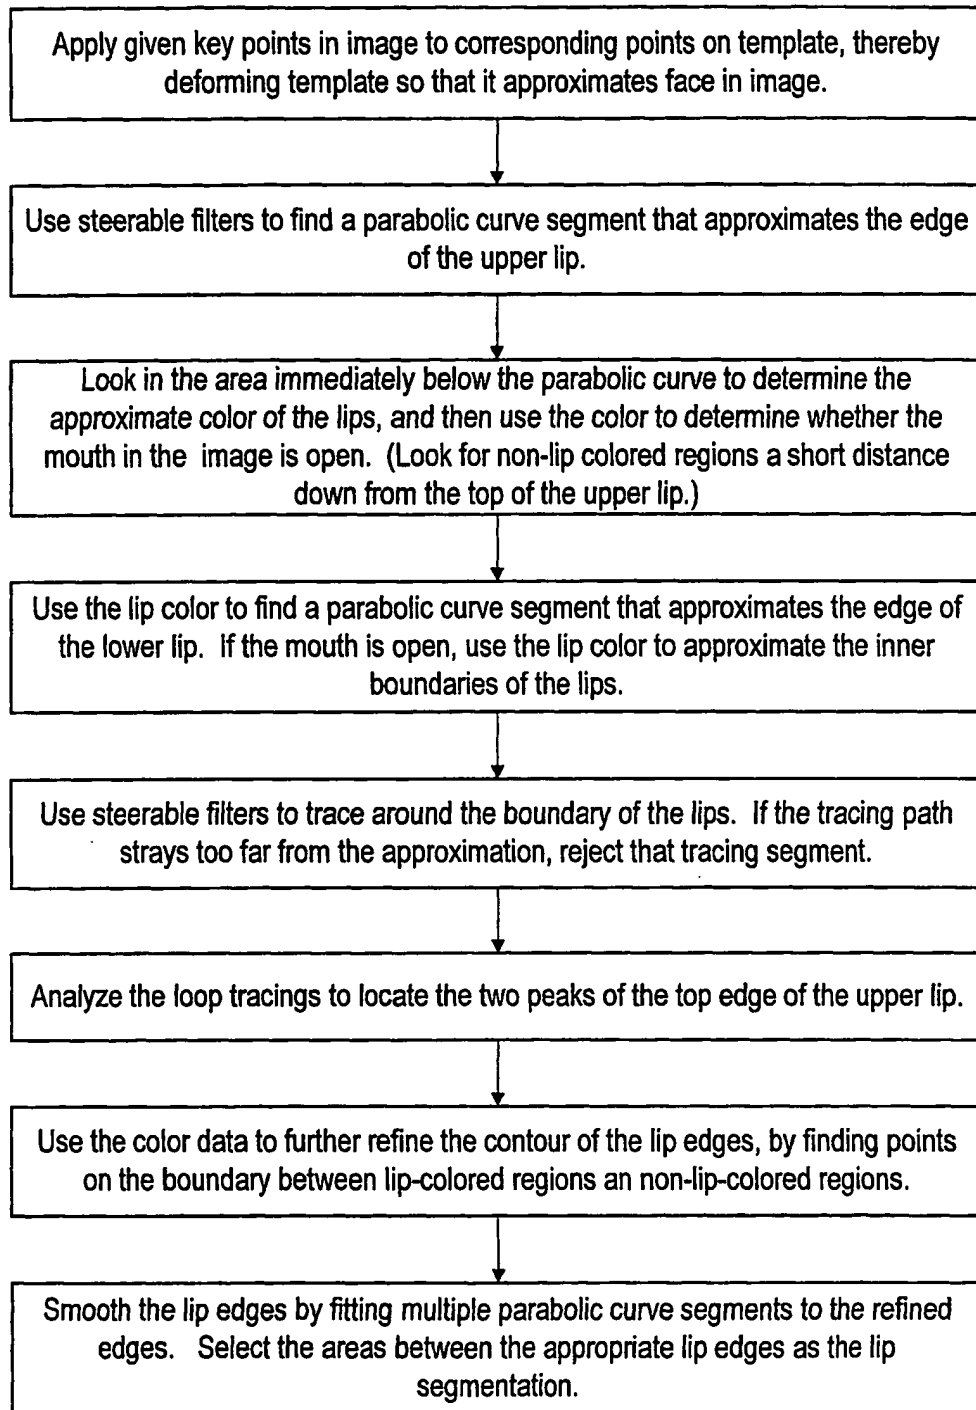 Apply given key points in image to corresponding points on template, thereby
deforming template so that it approximates face in image.
Use steerable filters to find a parabolic curve segment that approximates the edge
of the upper lip.
Look in the area immediately below the parabolic curve to determine the
approximate color of the lips, and then use the color to determine whether the
mouth in the image is open. (Look for non-lip colored regions a short distance
down from the top of the upper lip.)
Use the lip color to find a parabolic curve segment that approximates the edge of
the lower lip. If the mouth is open, use the lip color to approximate the inner
boundaries of the lips.
Use steerable filters to trace around the boundary of the lips. If the tracing path
strays too far from the approximation, reject that tracing segment.
Analyze the loop tracings to locate the two peaks of the top edge of the upper lip.
Use the color data to further refine the contour of the lip edges, by finding points
on the boundary between lip-colored regions an non-lip-colored regions.
Smooth the lip edges by fitting multiple parabolic curve segments to the refined
edges. Select the areas between the appropriate lip edges as the lip
segmentation.